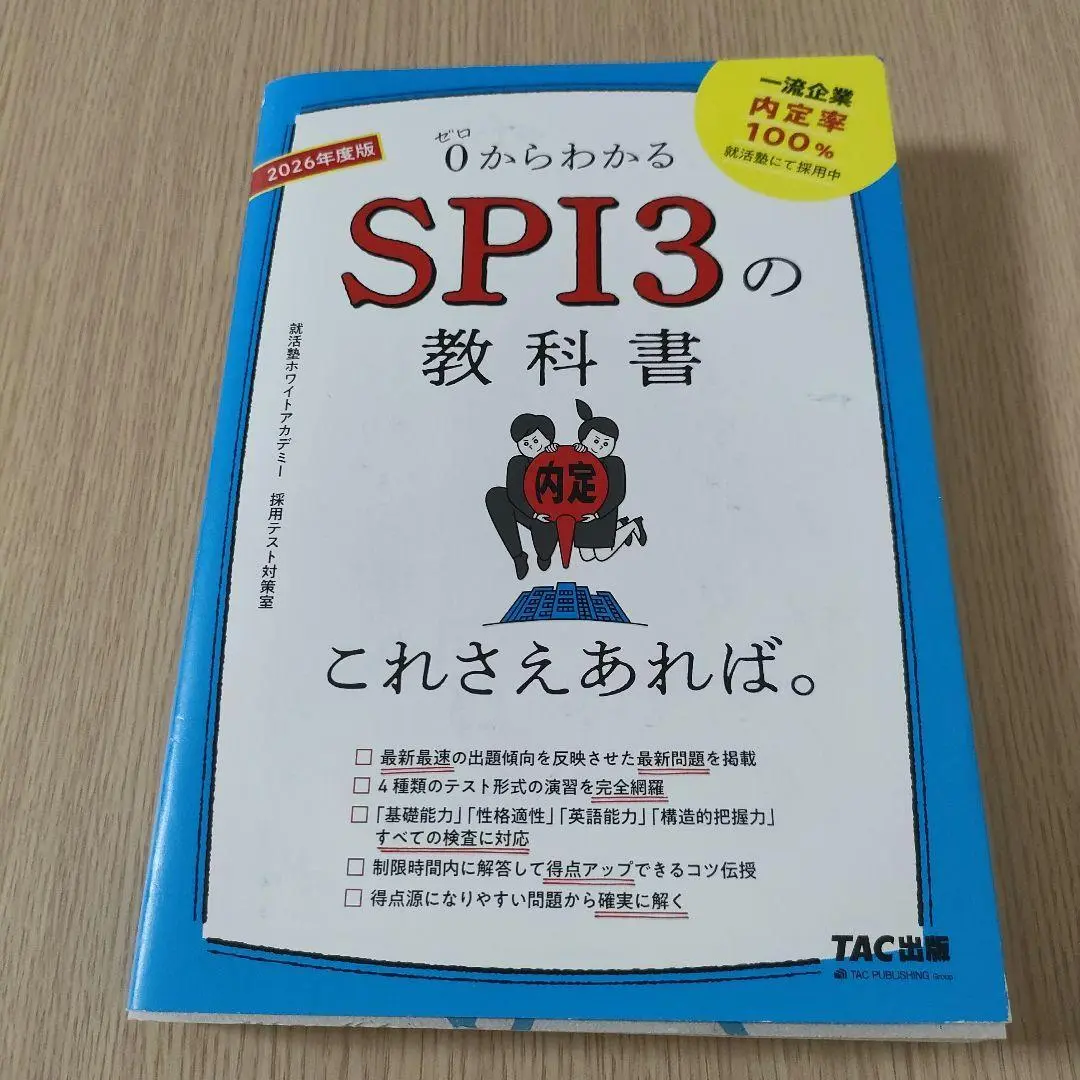 一流企業
内定率
100%
就活塾にて採用中
2026年度版
ゼロ
0からわかる
SPI3の
教科書
就活塾ホワイトアカデミー 採用テスト対策室
内定
これさえあれば。
□ 最新最速の出題傾向を反映させた最新問題を掲載
□ 4種類のテスト形式の演習を完全網羅
□ 「基礎能力」「性格適性」「英語能力」「構造的把握力」
すべての検査に対応
□ 制限時間内に解答して得点アップできるコツ伝授
□ 得点源になりやすい問題から確実に解く
TAC出版
TAC PUBLISHING Group